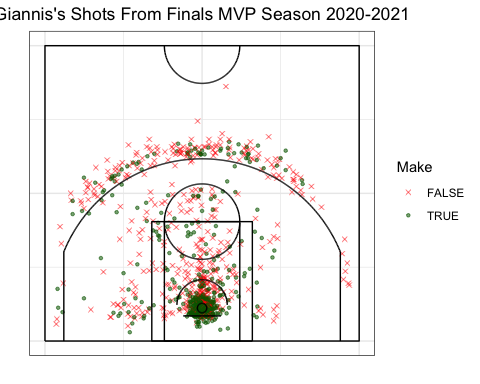 Giannis's Shots From Finals MVP Season 2020-2021
Make
FALSE
TRUE